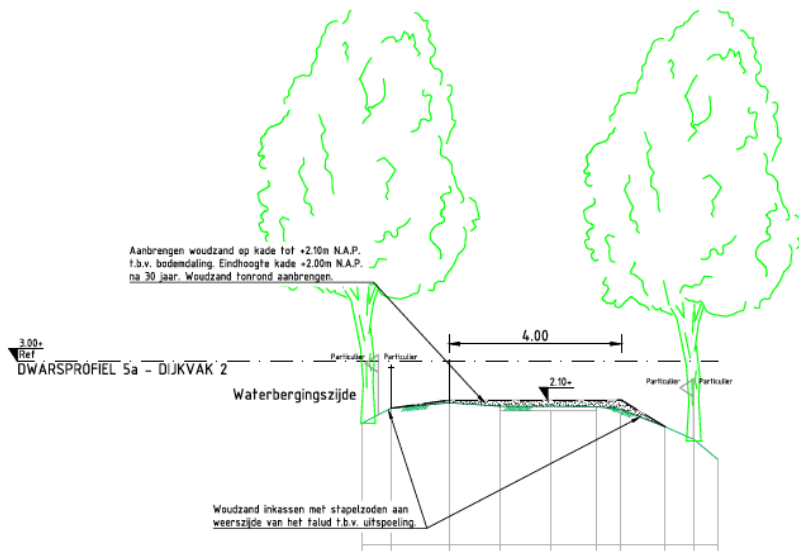 Aanbrengen woudzand op kade tot +2.10m N.A.P.
t.b.v. bodemdaling. Eindhoogte kade +2.00m N.A.P.
na 30 jaar. Woudzand tonrond aanbrengen.
4.00
3.00+
Ref
DWARSPROFIEL 5a - DIJKVAK 2
Particulier Particulier
Waterbergingszijde
2.10+
Particulier Particulier
Woudzand inkassen met stapelzoden aan
weerszijde van het talud t.b.v. uitspoeling.